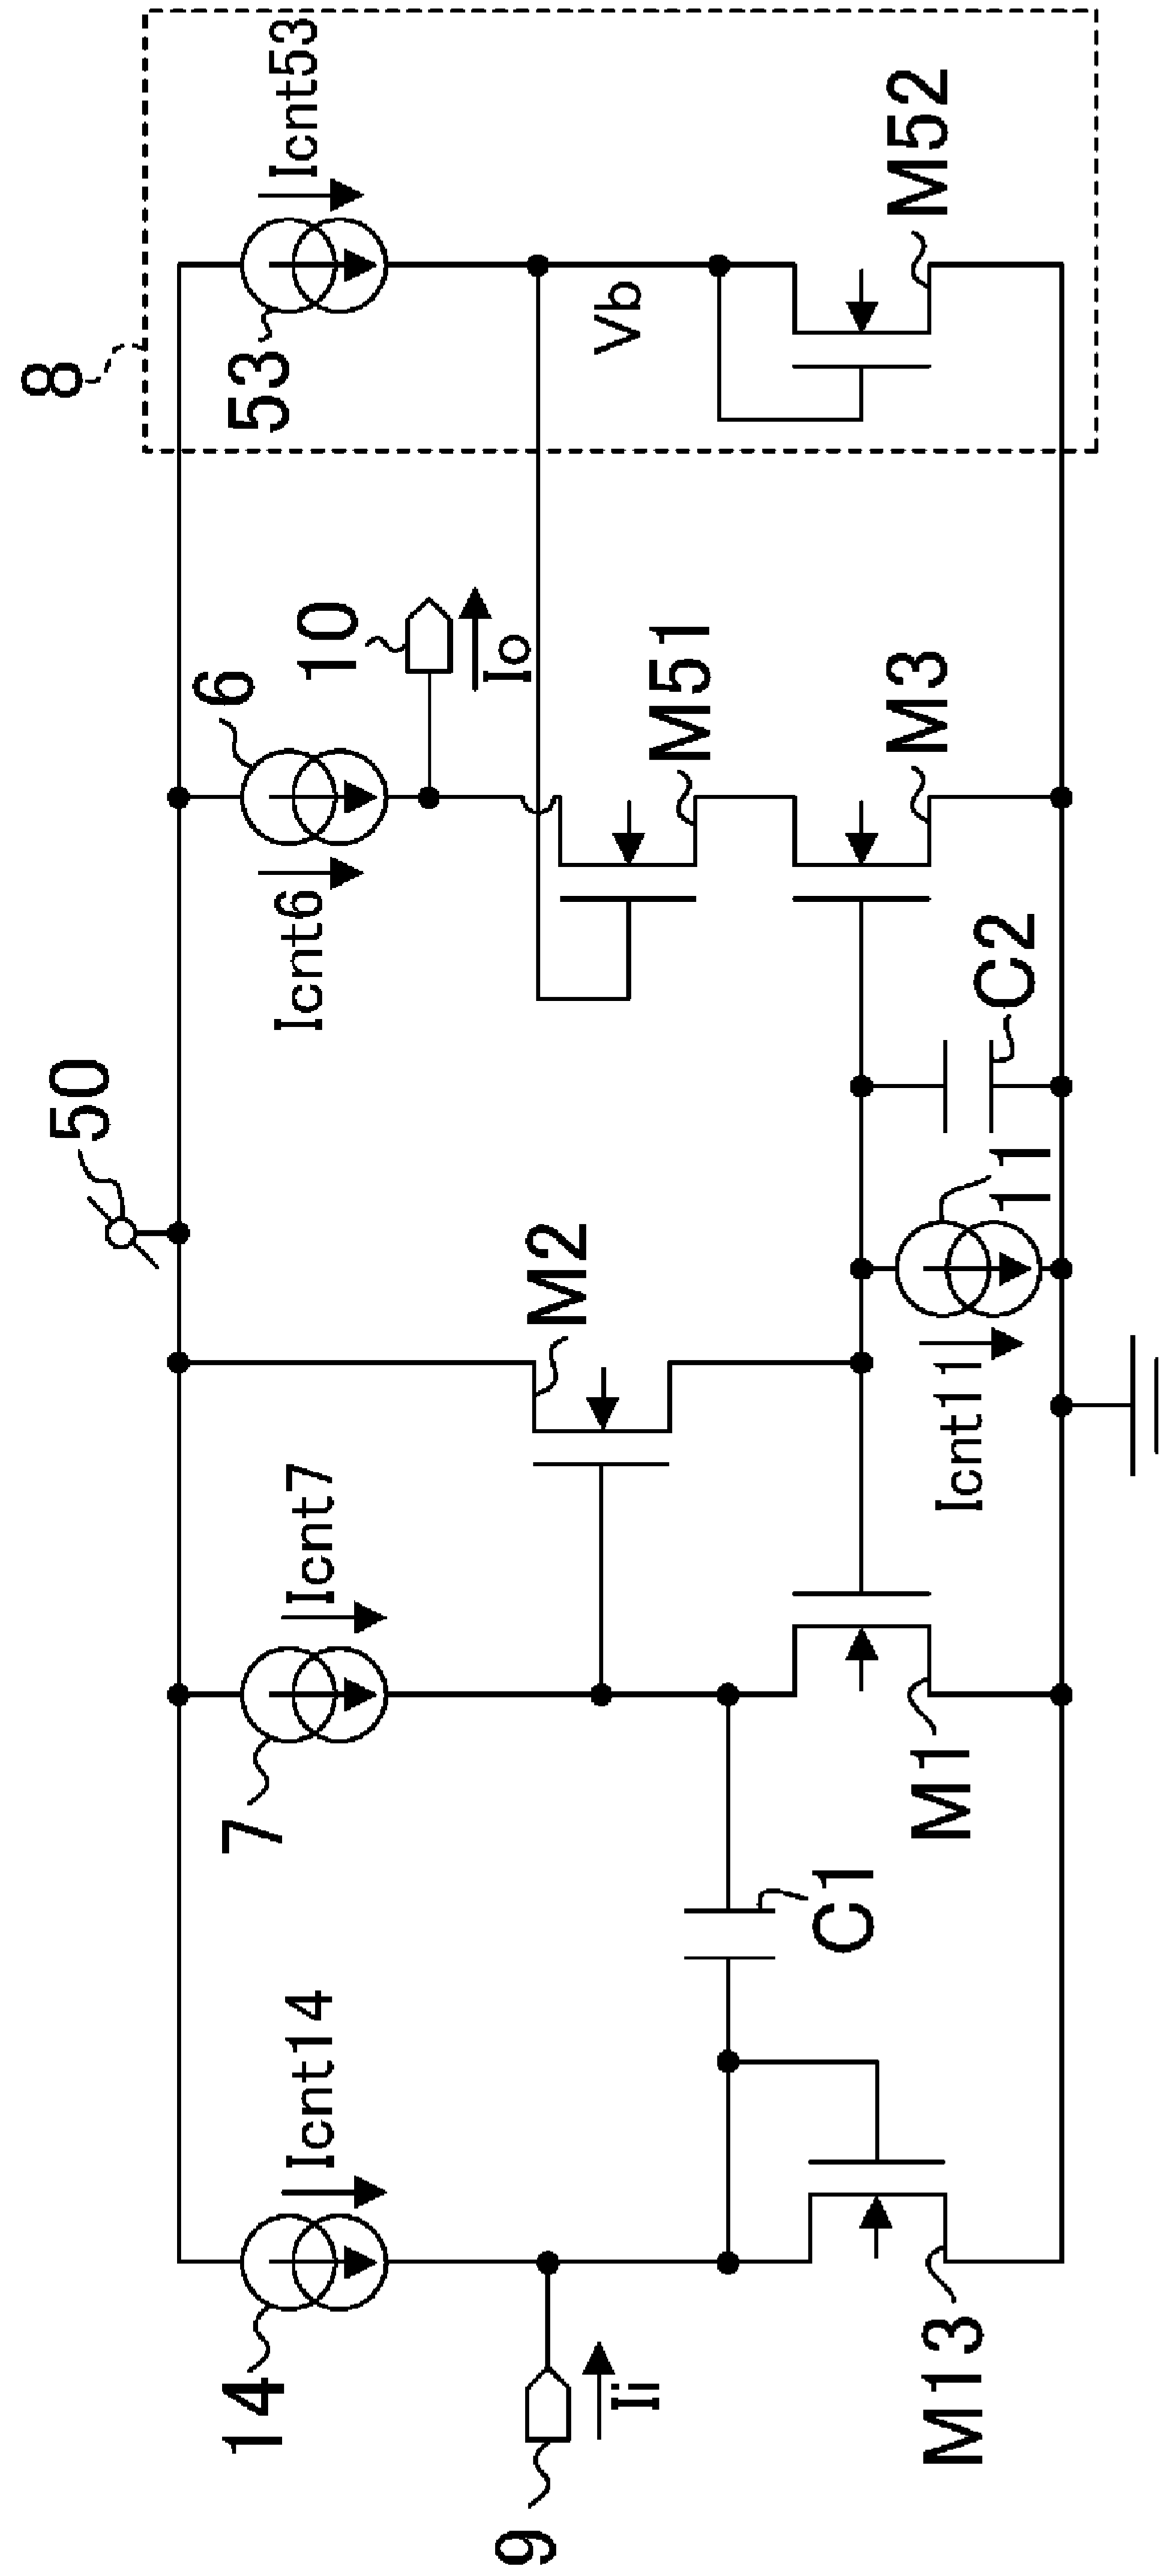 8
53
Icnt53
Vb
M52
50
6
Icnt6
10
Io
M51
M3
M2
C2
11
Icnt11
7
Icnt7
M1
C1
14
Icnt14
9
Ii
M13